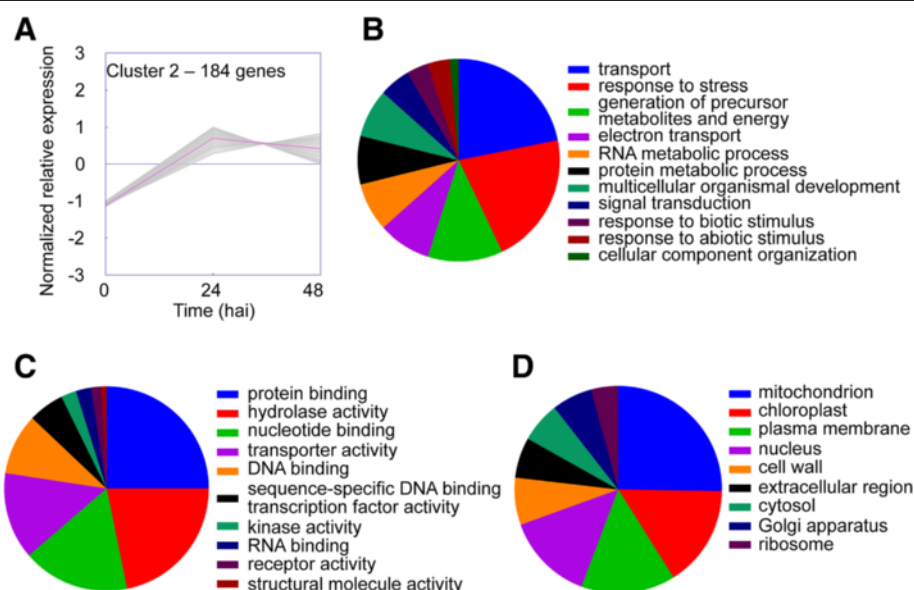 A
Normalized relative expression
3
2
1
0
-1
-2
-3
Cluster 2 – 184 genes
0
24
48
Time (hai)
B
transport
response to stress
generation of precursor
metabolites and energy
electron transport
RNA metabolic process
protein metabolic process
multicellular organismal development
signal transduction
response to biotic stimulus
response to abiotic stimulus
cellular component organization
C
protein binding
hydrolase activity
nucleotide binding
transporter activity
DNA binding
sequence-specific DNA binding
transcription factor activity
kinase activity
RNA binding
receptor activity
structural molecule activity
D
mitochondrion
chloroplast
plasma membrane
nucleus
cell wall
extracellular region
cytosol
Golgi apparatus
ribosome